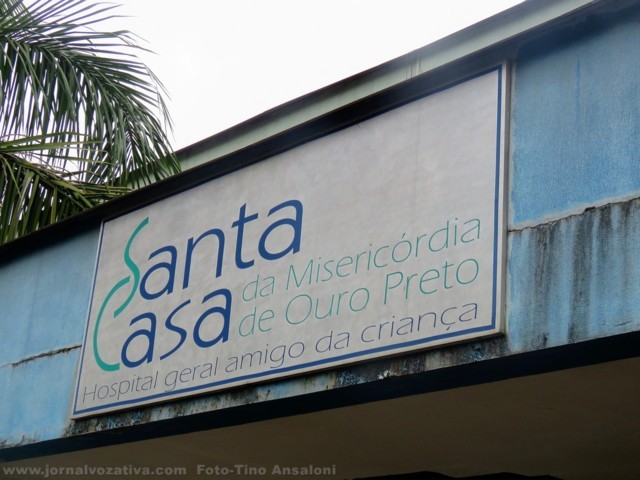 Santa
Casa
da Misericórdia
de Ouro Preto
Hospital geral amigo da criança
www.jornalvozativa.com Foto-Tino Ansaloni